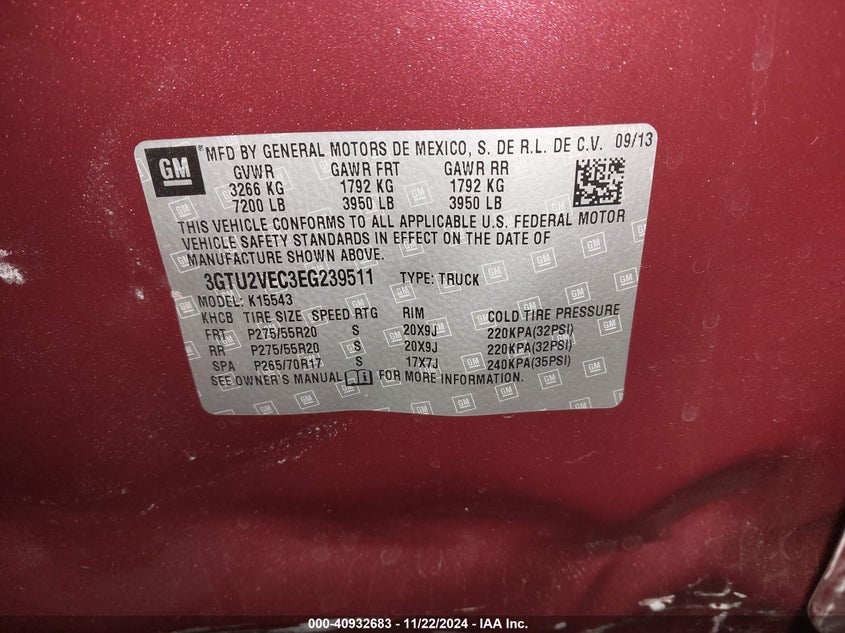 GM
MFD BY GENERAL MOTORS DE MEXICO, S. DE R.L. DE C.V. 09/13
GVWR GAWR FRT GAWR RR
3266 KG 1792 KG 1792 KG
7200 LB 3950 LB 3950 LB
THIS VEHICLE CONFORMS TO ALL APPLICABLE U.S. FEDERAL MOTOR
VEHICLE SAFETY STANDARDS IN EFFECT ON THE DATE OF
MANUFACTURE SHOWN ABOVE.
3GTU2VEC3EG239511 TYPE: TRUCK
MODEL: K15543
KHCB TIRE SIZE SPEED RTG RIM COLD TIRE PRESSURE
FRT P275/55R20 S 20X9J 220KPA(32PSI)
RR P275/55R20 S 20X9J 220KPA(32PSI)
SPA P265/70R17 S 17X7J 240KPA(35PSI)
SEE OWNER'S MANUAL FOR MORE INFORMATION.
000-40932683 - 11/22/2024 - IAA Inc.